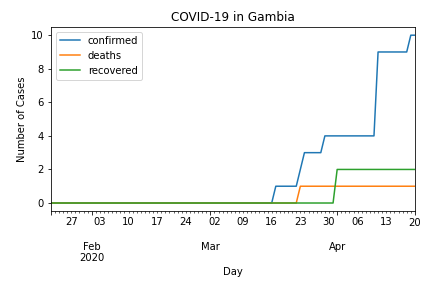 COVID-19 in Gambia
confirmed
deaths
recovered
Number of Cases
10
8
6
4
2
0
27 03 10 17 24 02 09 16 23 30 06 13 20
Feb Mar Apr
2020
Day